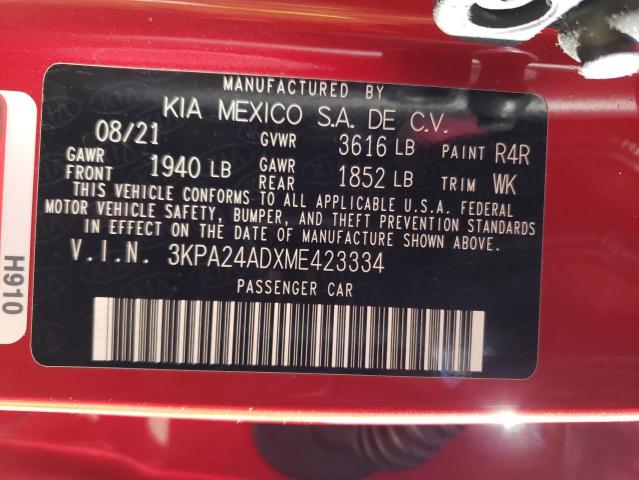 MANUFACTURED BY
KIA MEXICO S.A. DE C.V.
08/21 GVWR 3616 LB PAINT R4R
GAWR FRONT 1940 LB GAWR REAR 1852 LB TRIM WK
THIS VEHICLE CONFORMS TO ALL APPLICABLE U.S.A. FEDERAL
MOTOR VEHICLE SAFETY, BUMPER, AND THEFT PREVENTION STANDARDS
IN EFFECT ON THE DATE OF MANUFACTURE SHOWN ABOVE.
V.I.N. 3KPA24ADXME423334
PASSENGER CAR
H910